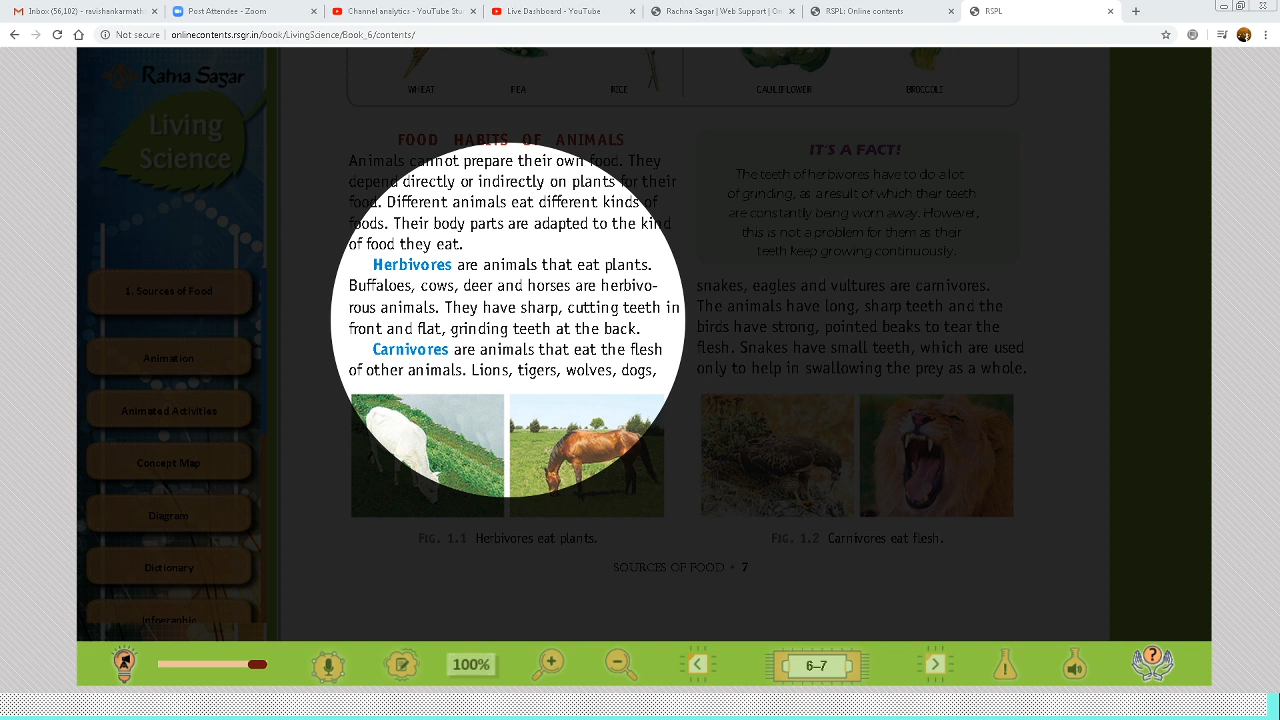 Inbox (56,102) - ravishankarmath
Post Attendee - Zoom
Channel analytics - YouTube Stu
Live Dashboard - YouTube
Rachna Sagar | Web Support | On
RSPL: Online contents
RSPL
Not secure | onlinecontents.rsgr.in/book/LivingScience/Book_6/contents/
Ratna Sagar
Living
Science
1. Sources of Food
Animation
Animated Activities
Concept Map
Diagram
Dictionary
Infographic
WHEAT PEA RICE CAULIFLOWER BROCCOLI
FOOD HABITS OF ANIMALS
Animals cannot prepare their own food. They
depend directly or indirectly on plants for their
food. Different animals eat different kinds of
foods. Their body parts are adapted to the kind
of food they eat.
Herbivores are animals that eat plants.
Buffaloes, cows, deer and horses are herbivo-
rous animals. They have sharp, cutting teeth in
front and flat, grinding teeth at the back.
Carnivores are animals that eat the flesh
of other animals. Lions, tigers, wolves, dogs,
IT'S A FACT!
The teeth of herbivores have to do a lot
of grinding, as a result of which their teeth
are constantly being worn away. However,
this is not a problem for them as their
teeth keep growing continuously.
snakes, eagles and vultures are carnivores.
The animals have long, sharp teeth and the
birds have strong, pointed beaks to tear the
flesh. Snakes have small teeth, which are used
only to help in swallowing the prey as a whole.
FIG. 1.1 Herbivores eat plants.
FIG. 1.2 Carnivores eat flesh.
SOURCES OF FOOD • 7
100%
6–7